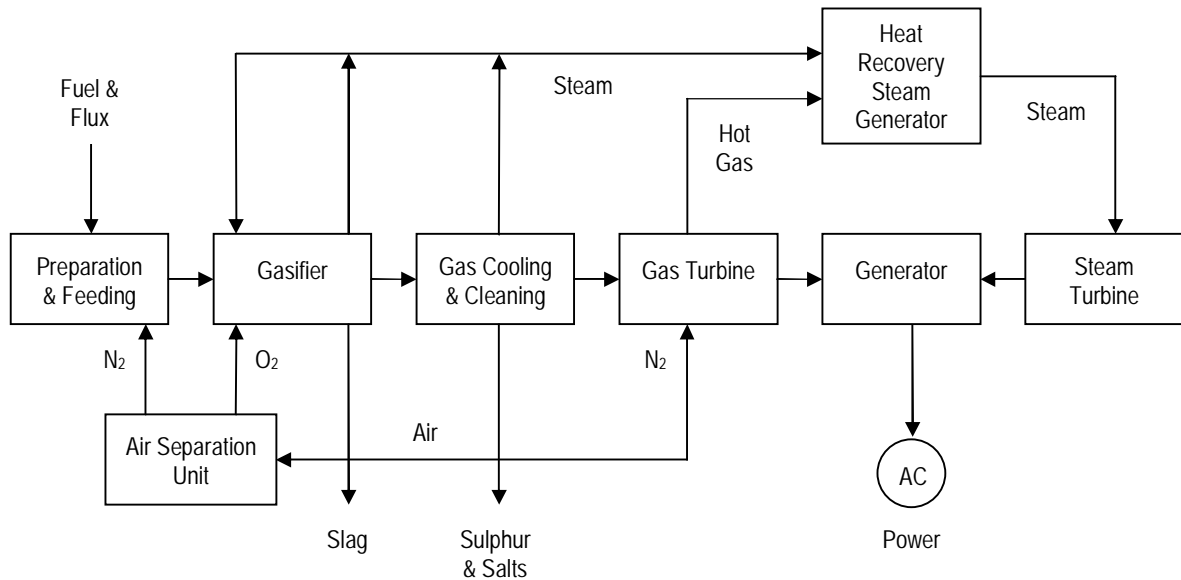 Heat
Recovery
Steam
Generator
Steam
Fuel &
Flux
Steam
Hot
Gas
Preparation
& Feeding
Gasifier
Gas Cooling
& Cleaning
Gas Turbine
Generator
Steam
Turbine
N₂
O₂
N₂
Air
Air Separation
Unit
AC
Slag
Sulphur
& Salts
Power